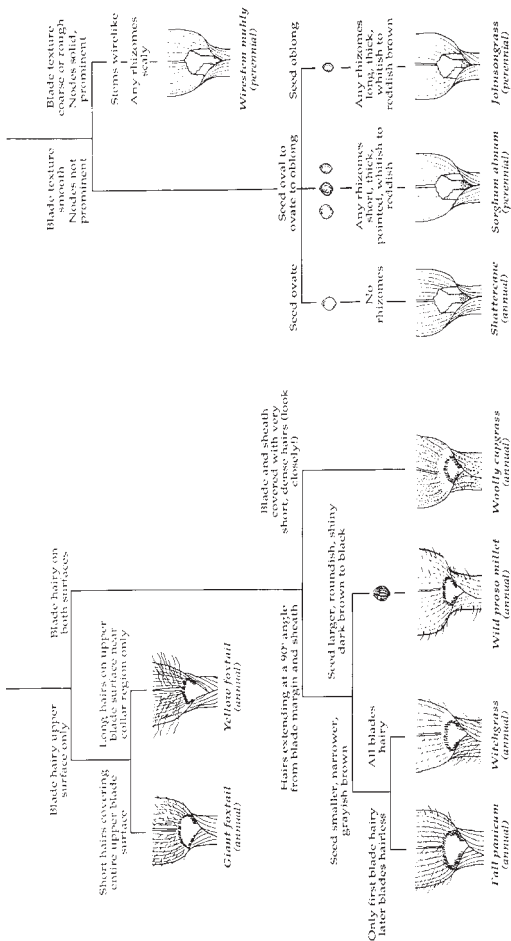 Blade hairy upper
surface only
Blade hairy on
both surfaces
Short hairs covering
entire upper blade
surface
Long hairs on upper
blade surface near
collar region only
Giant foxtail
(annual)
Yellow foxtail
(annual)
Hairs extending at a 90° angle
from blade margin and sheath
Blade and sheath
covered with very
short, dense hairs (look
closely!)
Seed smaller, narrower,
grayish brown
Seed larger, roundish, shiny
dark brown to black
Only first blade hairy
later blades hairless
All blades
hairy
Fall panicum
(annual)
Witchgrass
(annual)
Wild proso millet
(annual)
Woolly cupgrass
(annual)
Blade texture
smooth
Nodes not
prominent
Blade texture
coarse or rough
Nodes solid,
prominent
Stems wirelike
Any rhizomes
scaly
Wirestem muhly
(perennial)
Seed ovate
Seed oval to
ovate to oblong
Seed oblong
No
rhizomes
Any rhizomes
short, thick,
pointed, whitish to
reddish
Any rhizomes
long, thick,
whitish to
reddish brown
Shattercane
(annual)
Sorghum almum
(perennial)
Johnsongrass
(perennial)